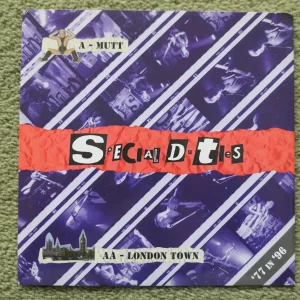 A - MUTT
SPECIAL DUTIES
AA - LONDON TOWN
'77 IN '96